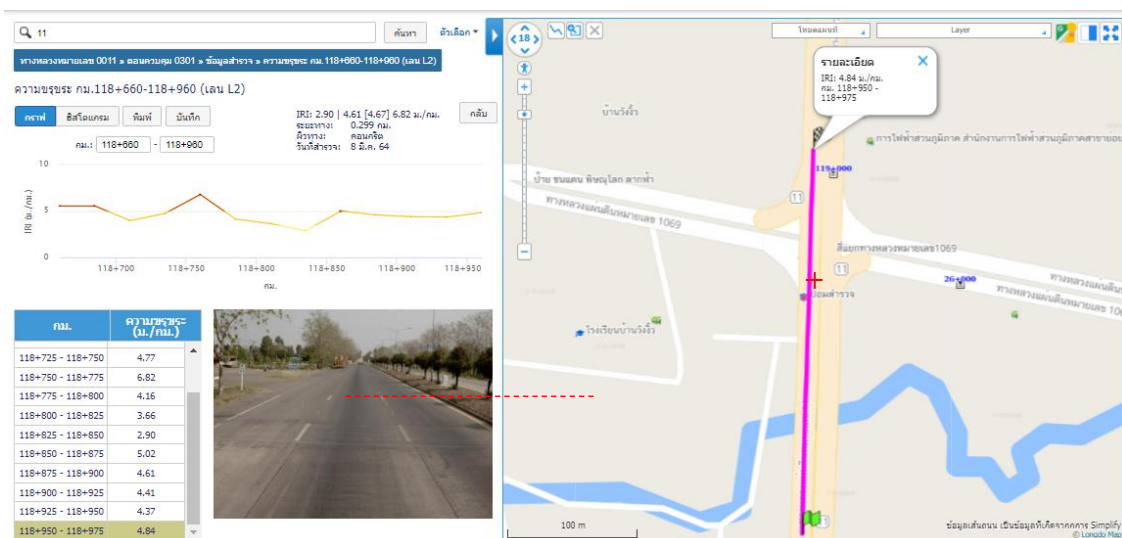 11
ค้นหา
ตัวเลือก
ทางหลวงหมายเลข 0011 » ตอนควบคุม 0301 » ข้อมูลสำรวจ » ความขรุขระ กม.118+660-118+960 (เลน L2)
ความขรุขระ กม.118+660-118+960 (เลน L2)
กราฟ
ฮิสโตแกรม
พิมพ์
บันทึก
IRI: 2.90 | 4.61 [4.67] 6.82 ม./กม.
ระยะทาง: 0.299 กม.
ผิวทาง: คอนกรีต
วันที่สำรวจ: 8 มี.ค. 64
กลับ
กม.: 118+660 - 118+960
10
5
0
IRI (ม./กม.)
118+700 118+750 118+800 118+850 118+900 118+950
กม.
กม. ความขรุขระ (ม./กม.)
118+725 - 118+750 4.77
118+750 - 118+775 6.82
118+775 - 118+800 4.16
118+800 - 118+825 3.66
118+825 - 118+850 2.90
118+850 - 118+875 5.02
118+875 - 118+900 4.61
118+900 - 118+925 4.41
118+925 - 118+950 4.37
118+950 - 118+975 4.84
18
โหมดแผนที่
Layer
รายละเอียด
IRI: 4.84 ม./กม.
กม. 118+950 -
118+975
บ้านวังงิ้ว
การไฟฟ้าส่วนภูมิภาค สำนักงานการไฟฟ้าส่วนภูมิภาคสาขาย่อย
119+000
ป้าย ชนแดน พิษณุโลก ตากฟ้า
ทางหลวงแผ่นดินหมายเลข 1069
11
สี่แยกทางหลวงหมายเลข1069
11
26+000
ทางหลวงแผ่นดิน
ทางหลวงแผ่นดินหมายเลข 106
ป้อมตำรวจ
โรงเรียนบ้านวังงิ้ว
100 m
ข้อมูลเส้นถนน เป็นข้อมูลที่เกิดจากการ Simplify
© Longdo Map